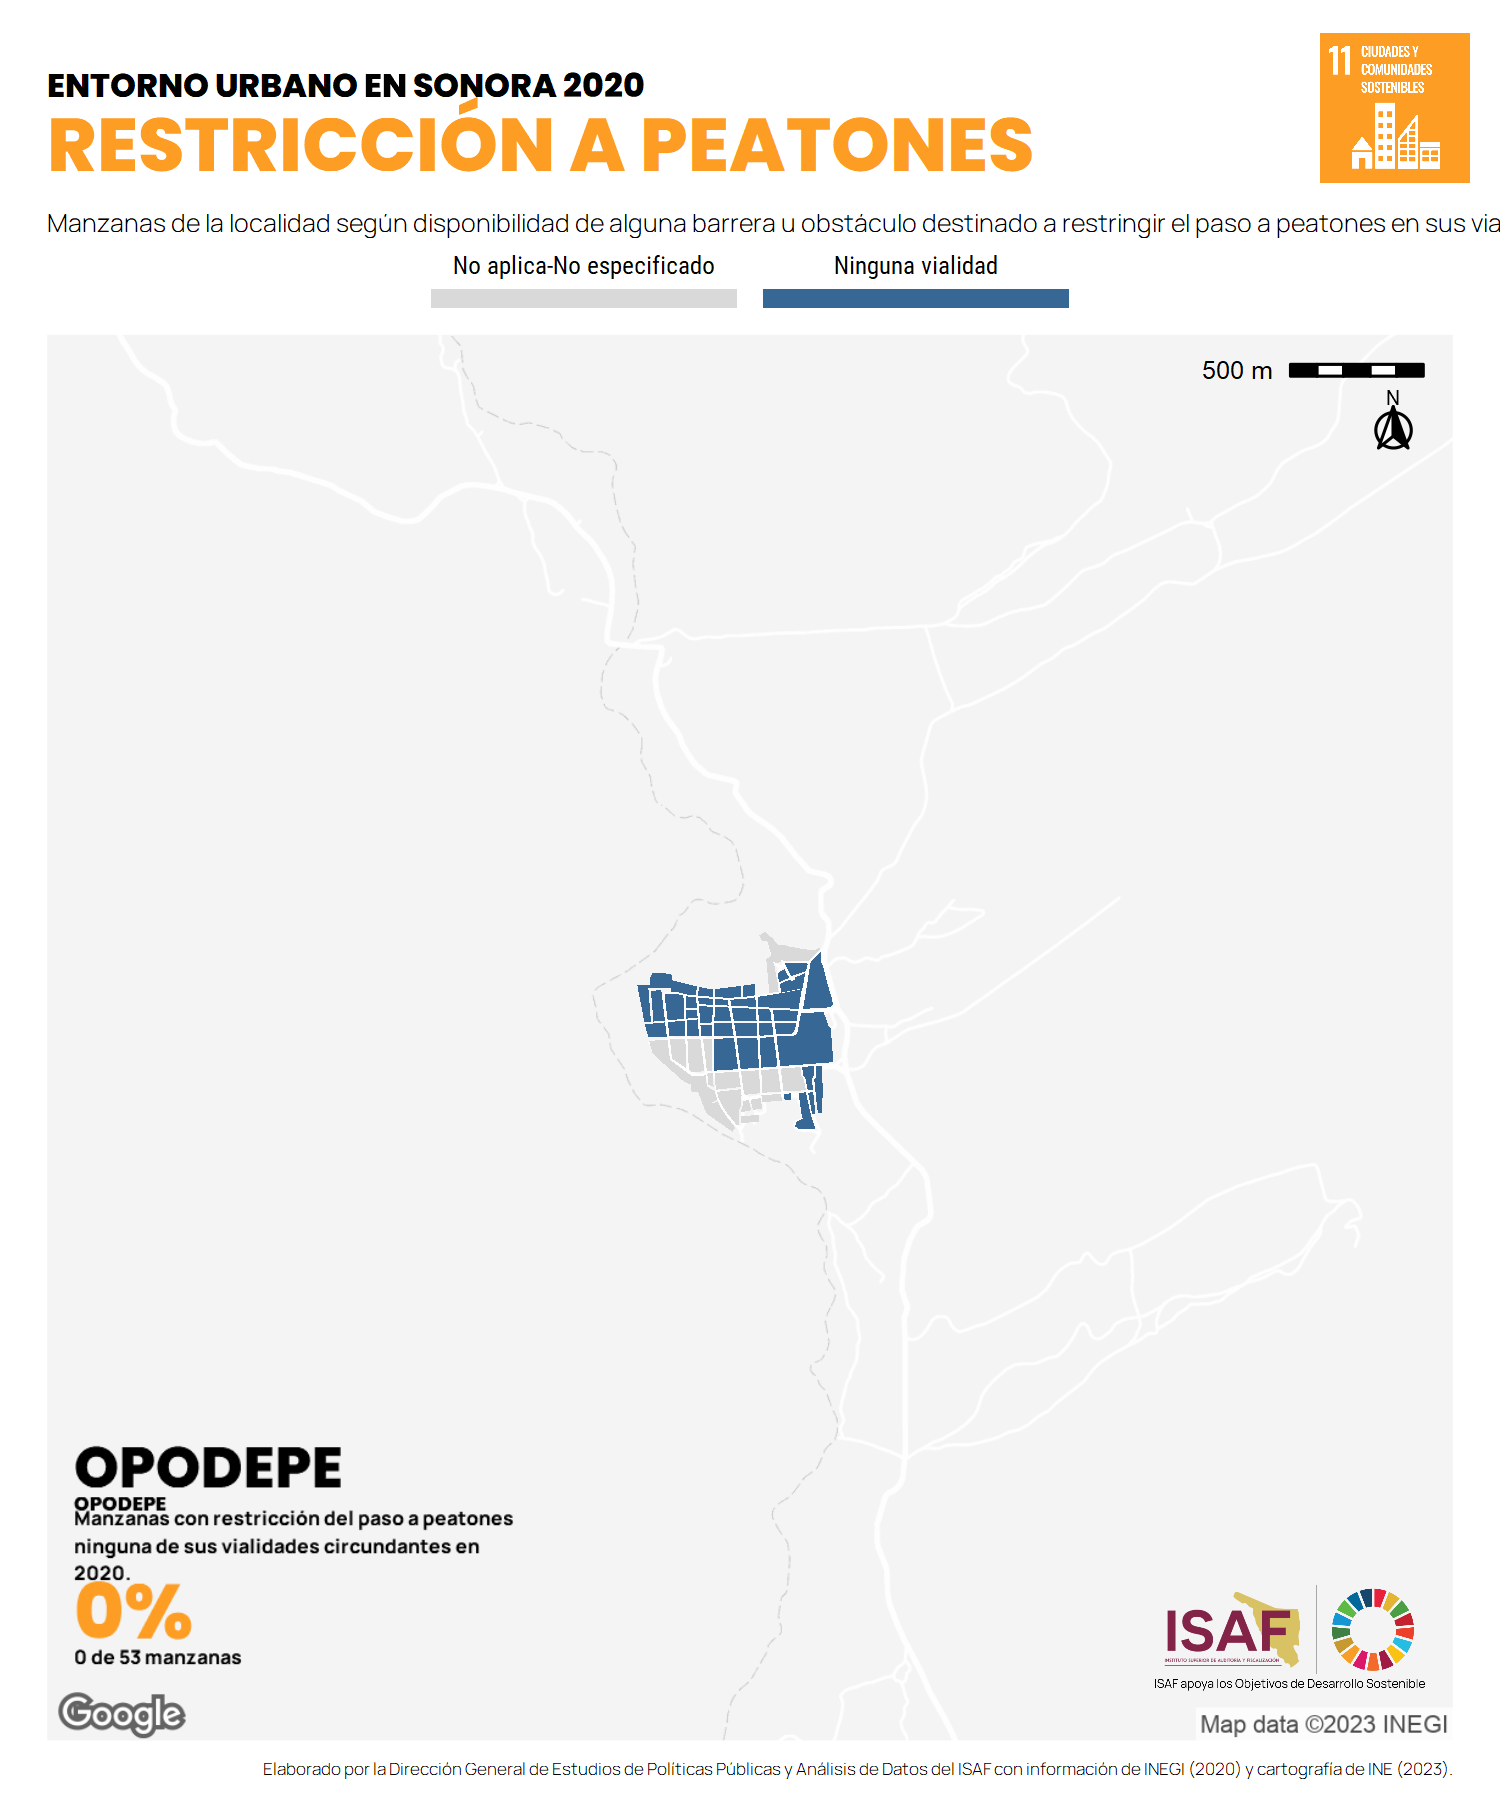 ENTORNO URBANO EN SONORA 2020
RESTRICCIÓN A PEATONES
11 CIUDADES Y
COMUNIDADES
SOSTENIBLES
Manzanas de la localidad según disponibilidad de alguna barrera u obstáculo destinado a restringir el paso a peatones en sus via
No aplica-No especificado
Ninguna vialidad
500 m
N
OPODEPE
OPODEPE
Manzanas con restricción del paso a peatones
ninguna de sus vialidades circundantes en
2020.
0%
0 de 53 manzanas
ISAF
INSTITUTO SUPERIOR DE AUDITORÍA Y FISCALIZACIÓN
ISAF apoya los Objetivos de Desarrollo Sostenible
Google
Map data ©2023 INEGI
Elaborado por la Dirección General de Estudios de Políticas Públicas y Análisis de Datos del ISAF con información de INEGI (2020) y cartografía de INE (2023).